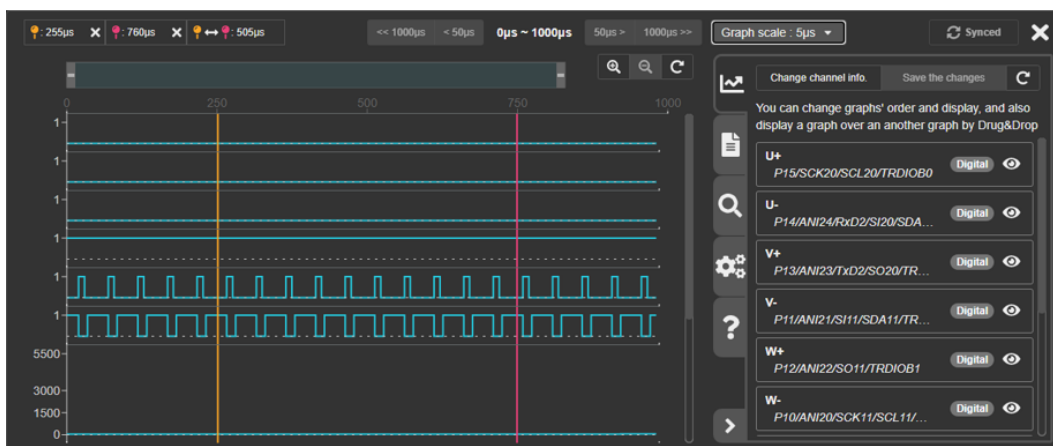 : 255µs ✕ : 760µs ✕ ↔ : 505µs
<< 1000µs < 50µs 0µs ~ 1000µs 50µs > 1000µs >>
Graph scale : 5µs
Synced
0 250 500 750 1000
1
1
1
1
1
1
5500
3000
1500
0
Change channel info. Save the changes
You can change graphs' order and display, and also
display a graph over an another graph by Drug&Drop
U+
P15/SCK20/SCL20/TRDIOB0
Digital
U-
P14/ANI24/RxD2/SI20/SDA...
Digital
V+
P13/ANI23/TxD2/SO20/TR...
Digital
V-
P11/ANI21/SI11/SDA11/TR...
Digital
W+
P12/ANI22/SO11/TRDIOB1
Digital
W-
P10/ANI20/SCK11/SCL11/...
Digital